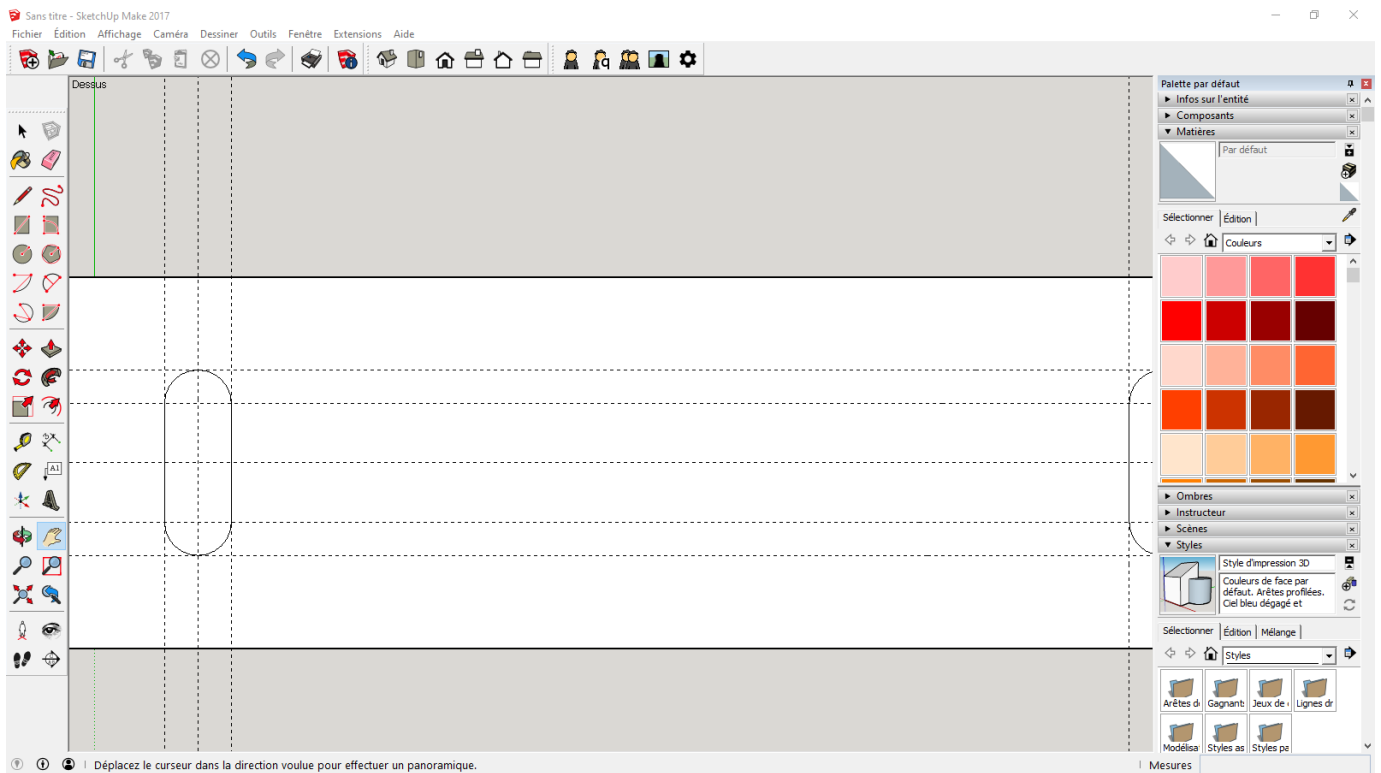 Sans titre - SketchUp Make 2017
Fichier Édition Affichage Caméra Dessiner Outils Fenêtre Extensions Aide
Dessus
Palette par défaut
Infos sur l'entité
Composants
Matières
Par défaut
Sélectionner Édition
Couleurs
A1
Ombres
Instructeur
Scènes
Styles
Style d'impression 3D
Couleurs de face par
défaut. Arêtes profilées.
Ciel bleu dégagé et
Sélectionner Édition Mélange
Styles
Arêtes d Gagnant Jeux de Lignes dr
Modélisa Styles as Styles pa
Déplacez le curseur dans la direction voulue pour effectuer un panoramique.
Mesures